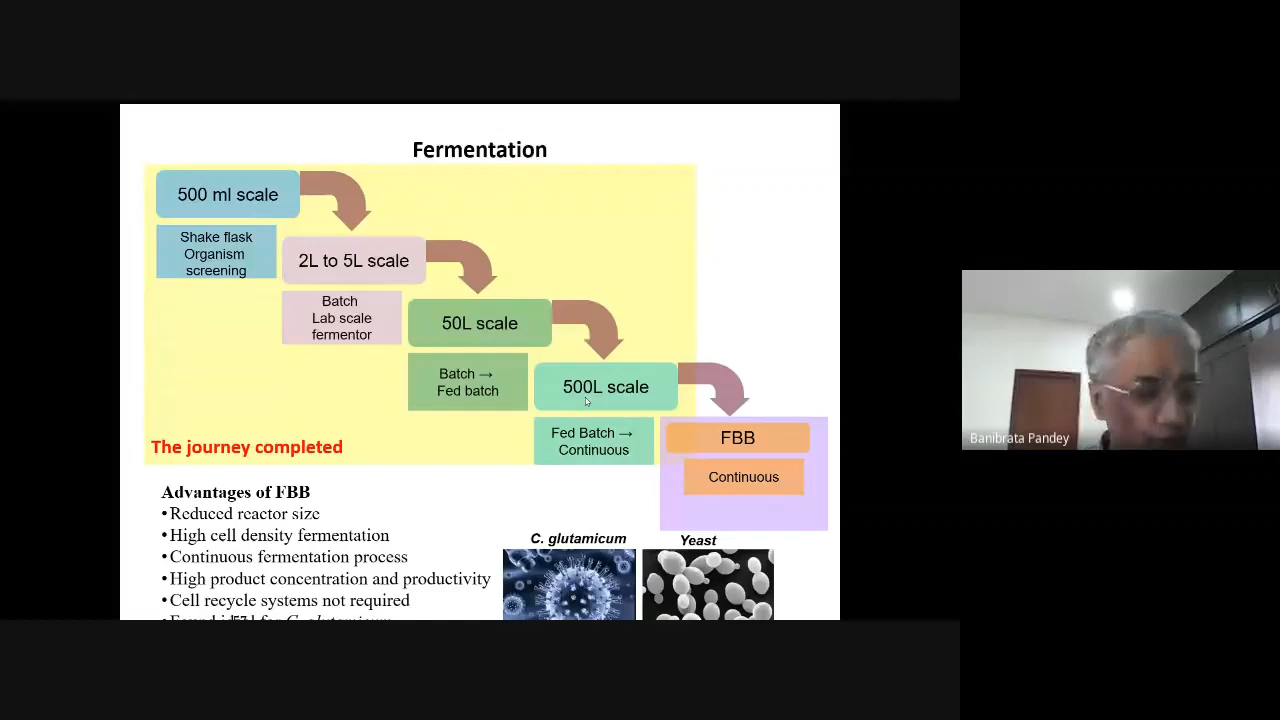 Fermentation
500 ml scale
Shake flask
Organism
screening
2L to 5L scale
Batch
Lab scale
fermentor
50L scale
Batch →
Fed batch
500L scale
Fed Batch →
Continuous
FBB
Continuous
The journey completed
Advantages of FBB
•Reduced reactor size
•High cell density fermentation
•Continuous fermentation process
•High product concentration and productivity
•Cell recycle systems not required
C. glutamicum
Yeast
Banibrata Pandey